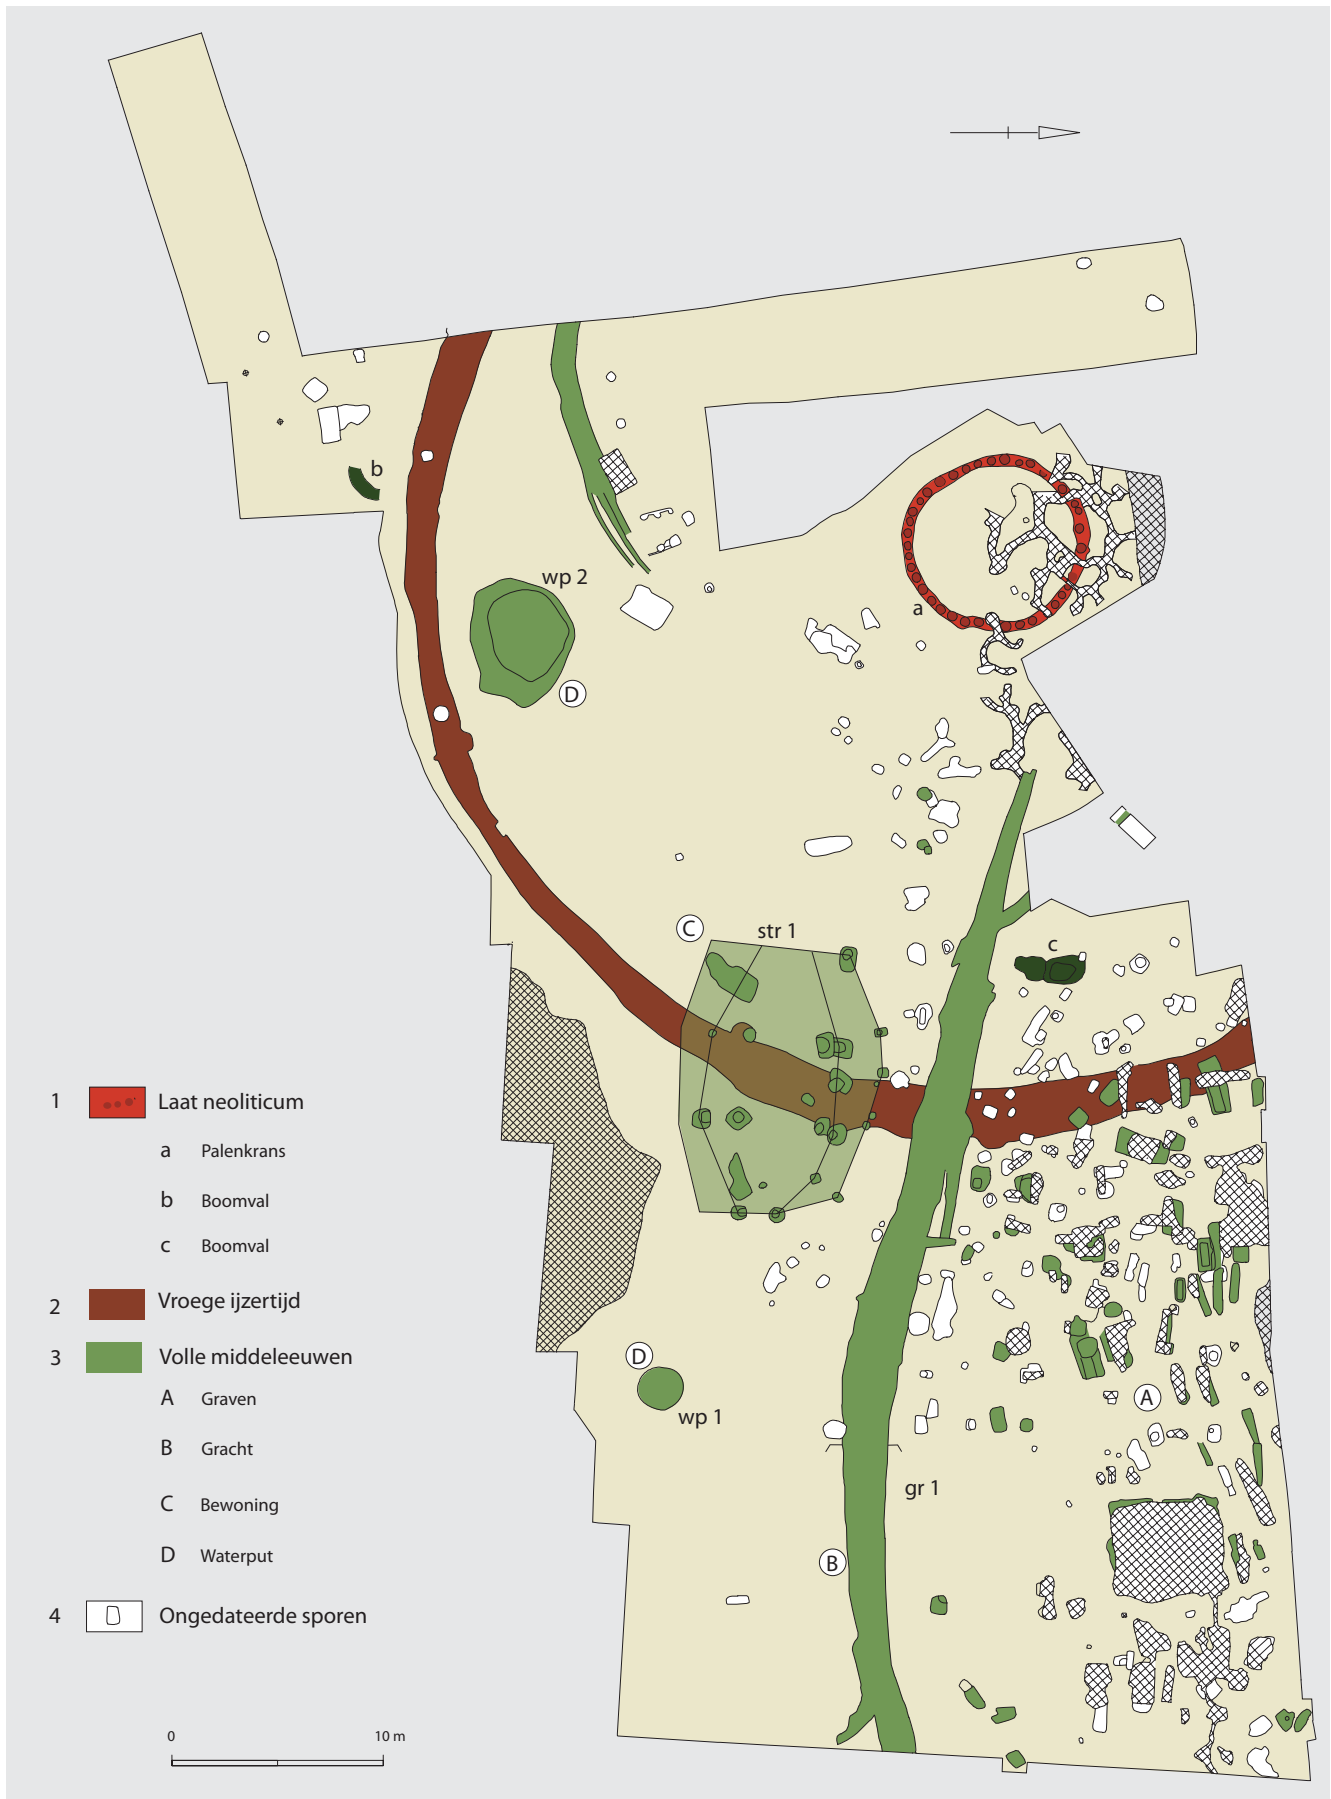 b
wp 2
D
a
C
str 1
c
D
wp 1
A
gr 1
B
1 Laat neoliticum
a Palenkrans
b Boomval
c Boomval
2 Vroege ijzertijd
3 Volle middeleeuwen
A Graven
B Gracht
C Bewoning
D Waterput
4 Ongedateerde sporen
0 10 m